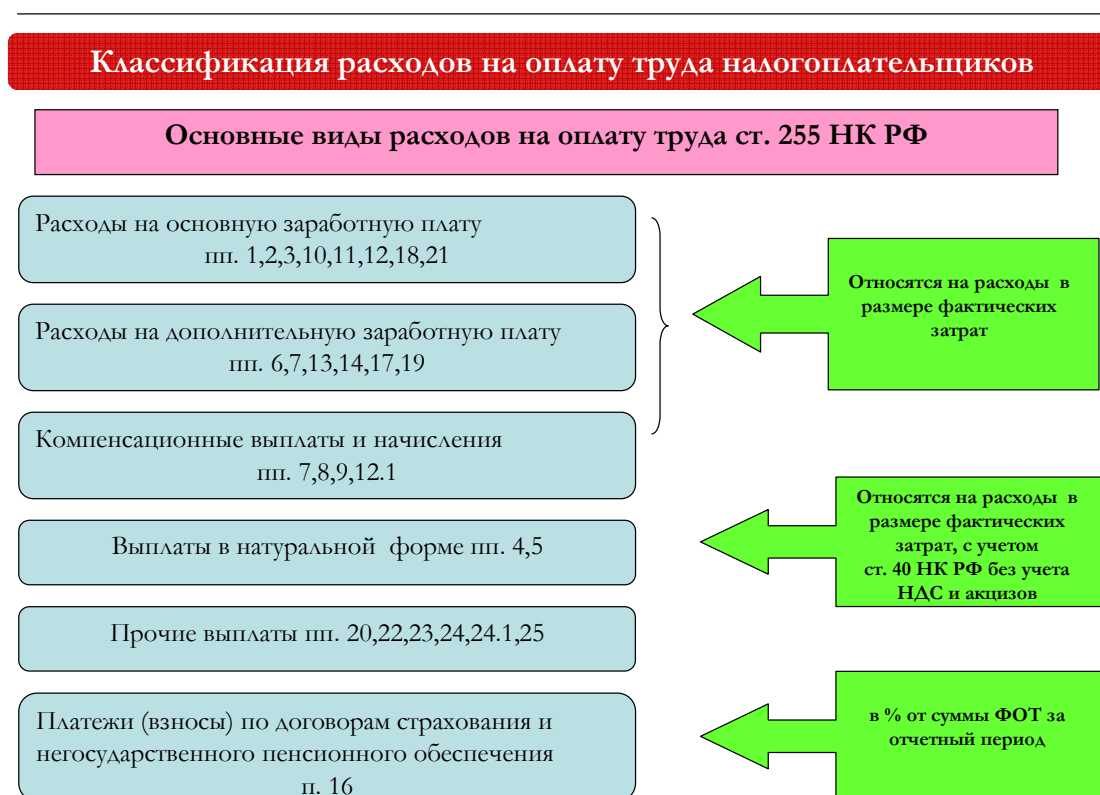 Классификация расходов на оплату труда налогоплательщиков
Основные виды расходов на оплату труда ст. 255 НК РФ
Расходы на основную заработную плату
пп. 1,2,3,10,11,12,18,21
Расходы на дополнительную заработную плату
пп. 6,7,13,14,17,19
Компенсационные выплаты и начисления
пп. 7,8,9,12.1
Относятся на расходы в
размере фактических
затрат
Выплаты в натуральной форме пп. 4,5
Относятся на расходы в
размере фактических
затрат, с учетом
ст. 40 НК РФ без учета
НДС и акцизов
Прочие выплаты пп. 20,22,23,24,24.1,25
Платежи (взносы) по договорам страхования и
негосударственного пенсионного обеспечения
п. 16
в % от суммы ФОТ за
отчетный период